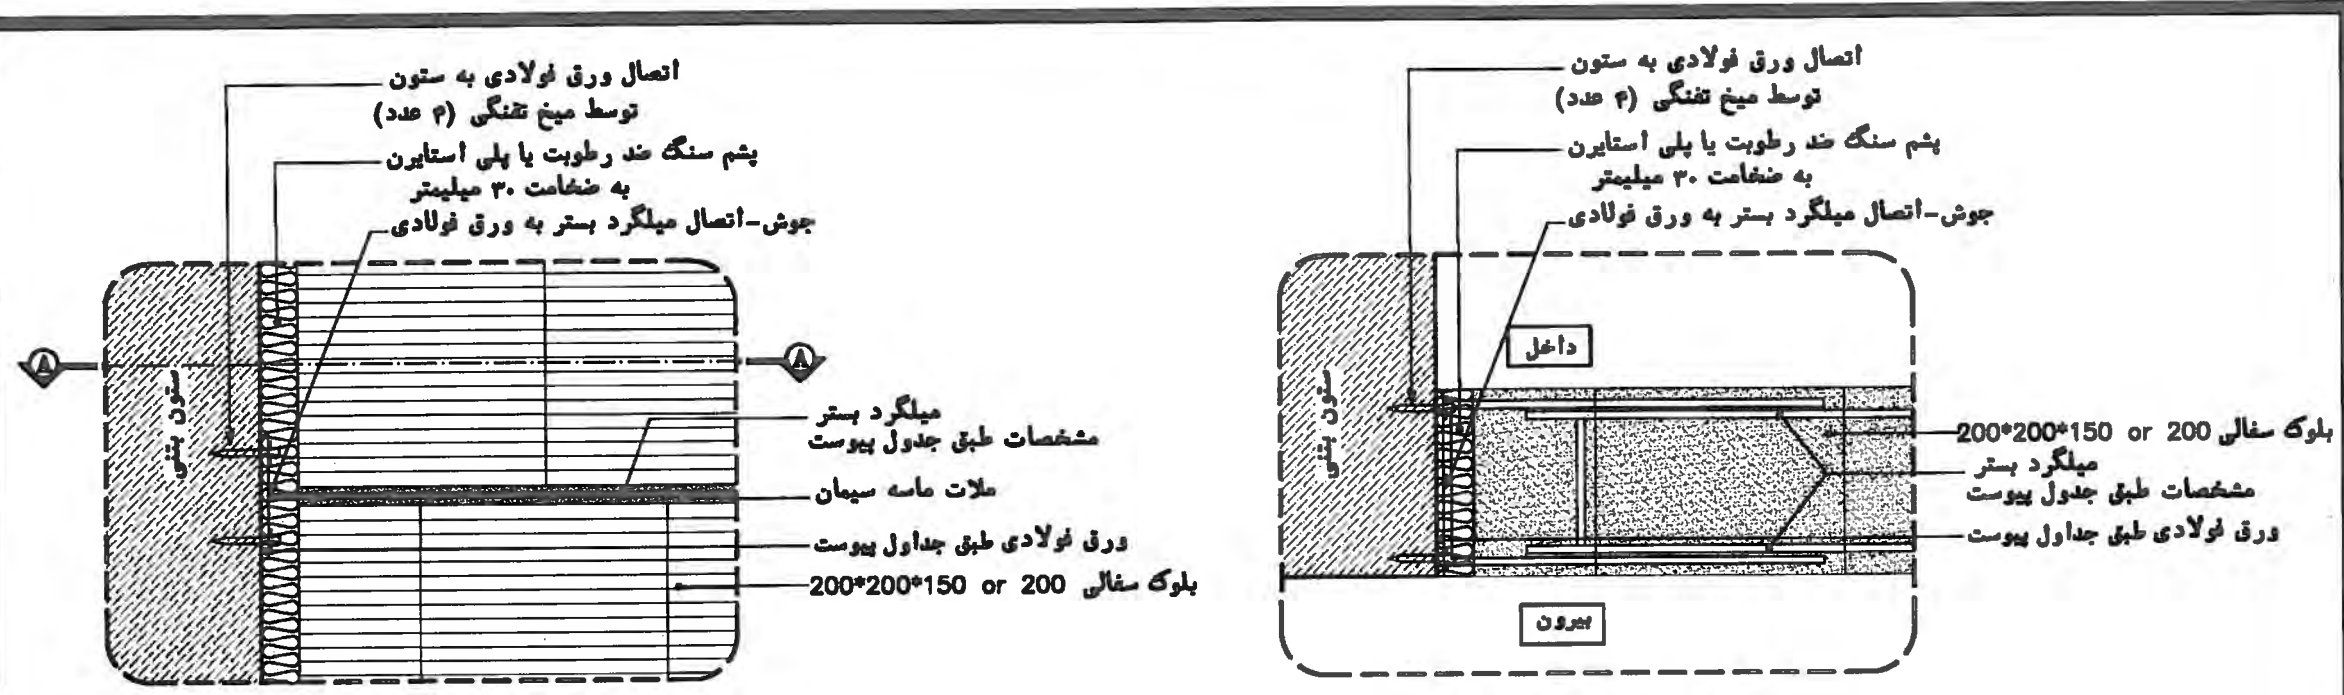 اتصال ورق فولادی به ستون
توسط میخ تفنگی (۴ عدد)
پشم سنگ ضد رطوبت یا پلی استایرن
به ضخامت ۳۰ میلیمتر
جوش-اتصال میلگرد بستر به ورق فولادی
A
A
ستون بتنی
میلگرد بستر
مشخصات طبق جدول پیوست
ملات ماسه سیمان
ورق فولادی طبق جداول پیوست
بلوک سفالی 200*200*150 or 200
اتصال ورق فولادی به ستون
توسط میخ تفنگی (۴ عدد)
پشم سنگ ضد رطوبت یا پلی استایرن
به ضخامت ۳۰ میلیمتر
جوش-اتصال میلگرد بستر به ورق فولادی
داخل
ستون بتنی
بلوک سفالی 200*200*150 or 200
میلگرد بستر
مشخصات طبق جدول پیوست
ورق فولادی طبق جداول پیوست
بیرون